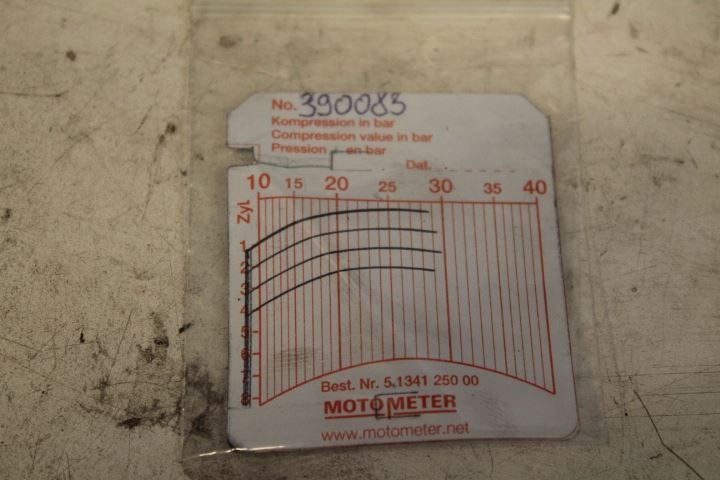 No. 390083
Kompression in bar
Compression value in bar
Pression en bar
Dat.
10 15 20 25 30 35 40
Zyl
1
2
3
4
5
6
8
Best. Nr. 5.1341 250 00
MOTOMETER
www.motometer.net